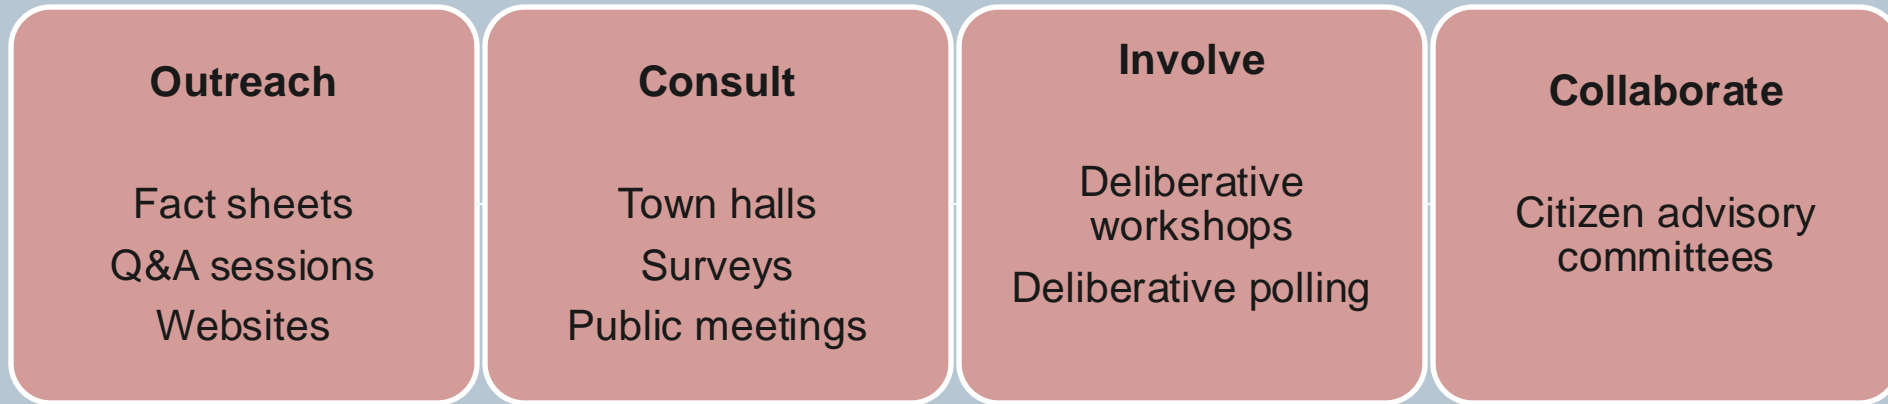 Outreach
Fact sheets
Q&A sessions
Websites
Consult
Town halls
Surveys
Public meetings
Involve
Deliberative
workshops
Deliberative polling
Collaborate
Citizen advisory
committees